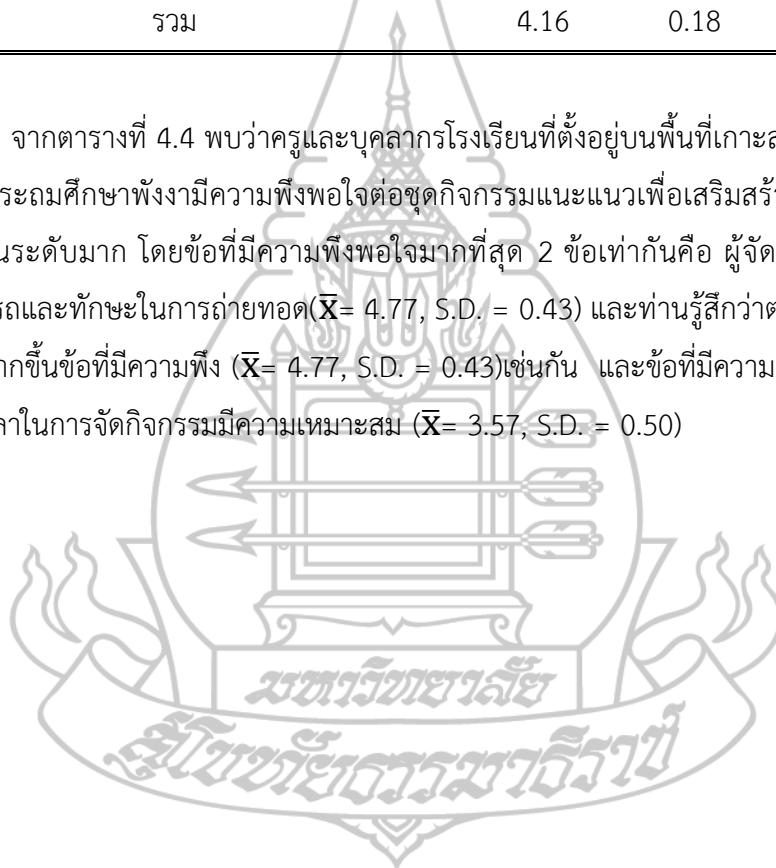 รวม 4.16 0.18
จากตารางที่ 4.4 พบว่าครูและบุคลากรโรงเรียนที่ตั้งอยู่บนพื้นที่เกาะ
ระถมศึกษาพังงามีความพึงพอใจต่อชุดกิจกรรมแนะแนวเพื่อเสริมสร้า
นระดับมาก โดยข้อที่มีความพึงพอใจมากที่สุด 2 ข้อเท่ากันคือ ผู้จัด
รถและทักษะในการถ่ายทอด(X̅= 4.77, S.D. = 0.43) และท่านรู้สึกว่าต
ากขึ้นข้อที่มีความพึง (X̅= 4.77, S.D. = 0.43)เช่นกัน และข้อที่มีความ
ลาในการจัดกิจกรรมมีความเหมาะสม (X̅= 3.57, S.D. = 0.50)
มหาวิทยาลัย
สุโขทัยธรรมาธิราช